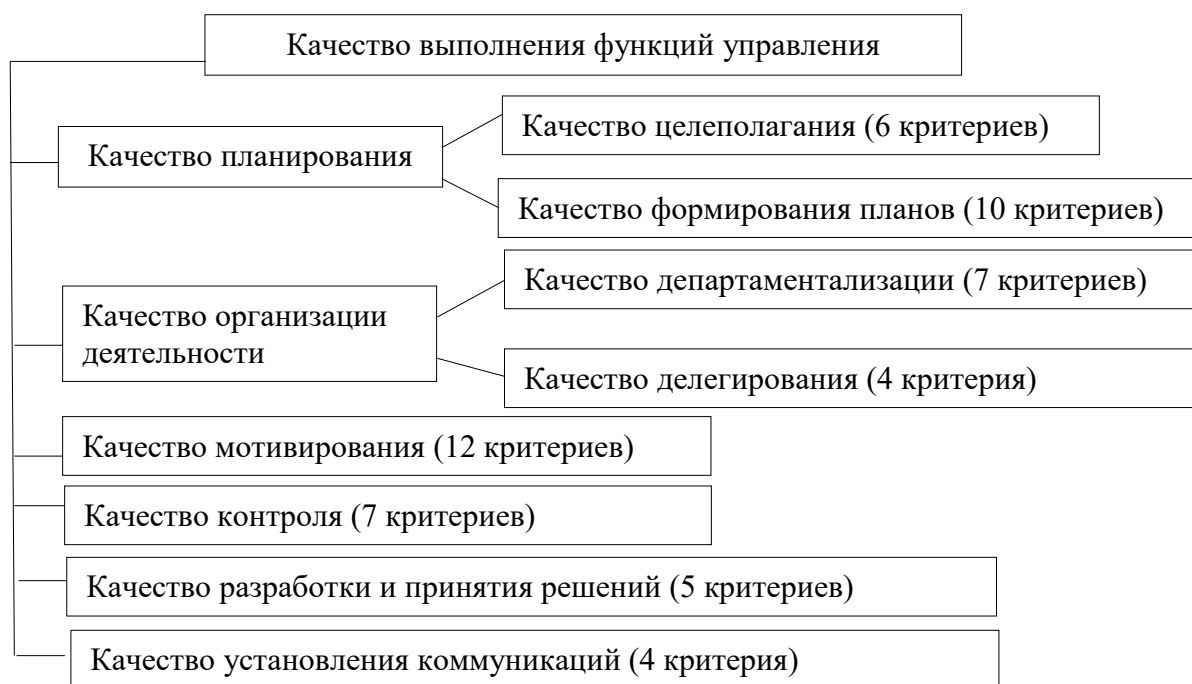 Качество выполнения функций управления
Качество целеполагания (6 критериев)
Качество планирования
Качество формирования планов (10 критериев)
Качество департаментализации (7 критериев)
Качество организации
деятельности
Качество делегирования (4 критерия)
Качество мотивирования (12 критериев)
Качество контроля (7 критериев)
Качество разработки и принятия решений (5 критериев)
Качество установления коммуникаций (4 критерия)